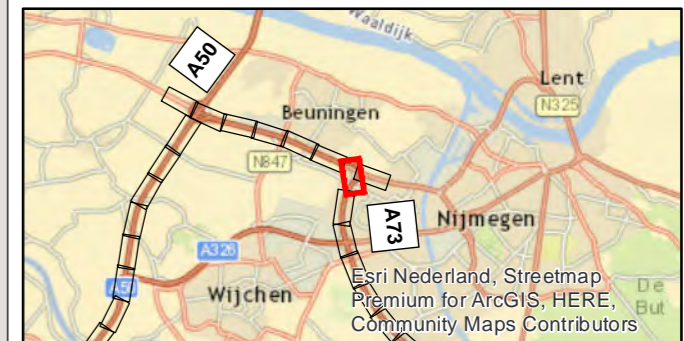 Waaldijk
A50
Lent
N325
Beuningen
N847
A73
Nijmegen
A326
Esri Nederland, Streetmap
De
Wijchen
Premium for ArcGIS, HERE,
But
Community Maps Contributors